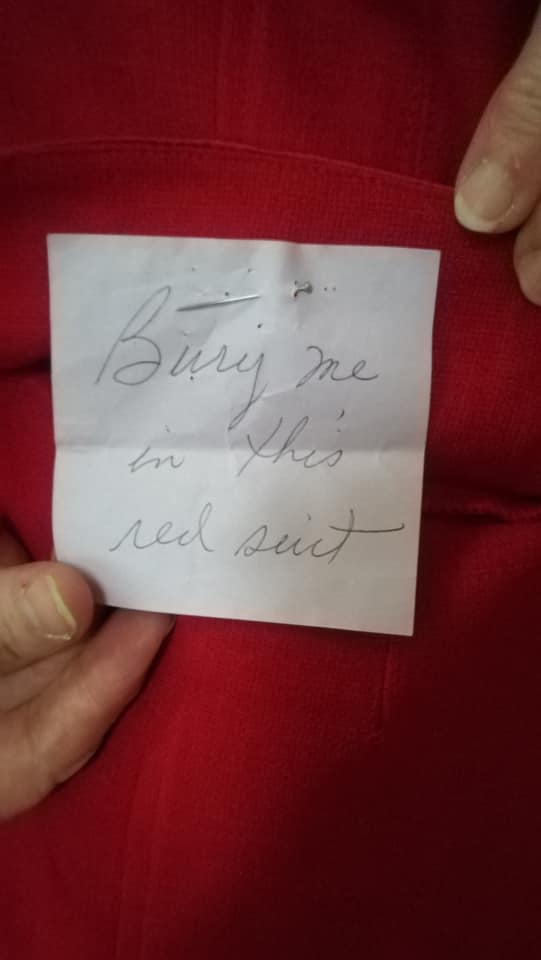 Bury me
in this
red suit